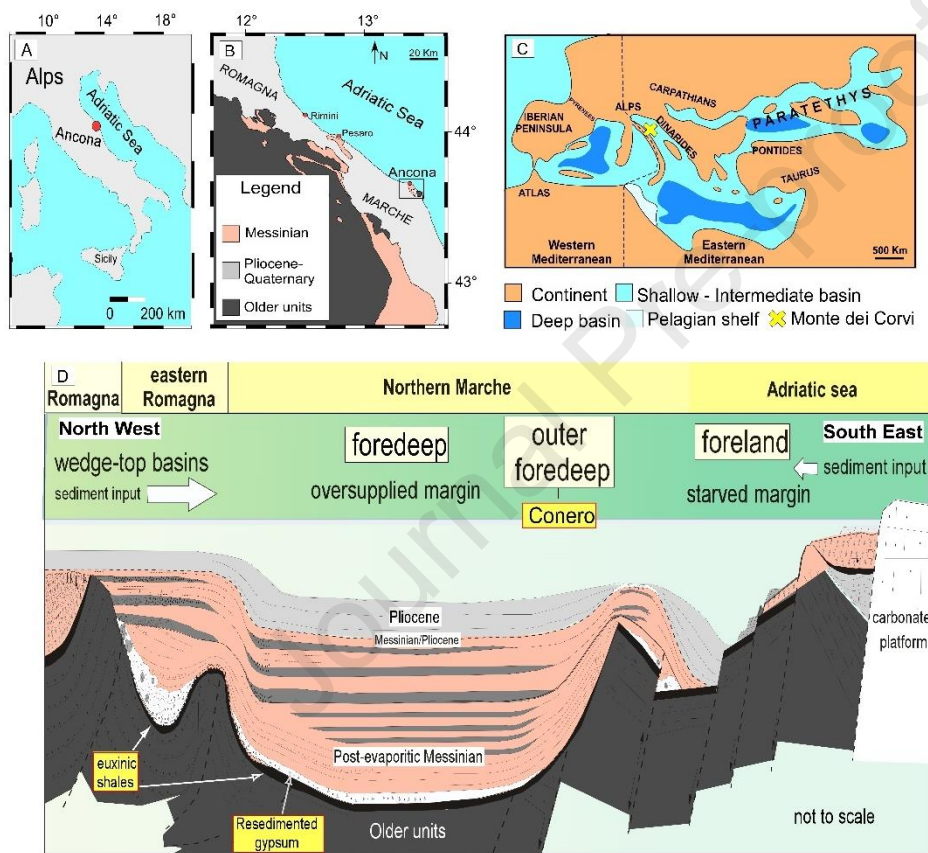 10° 14° 18°
A
Alps
Adriatic Sea
Ancona
Sicily
0 200 km
12° 13°
B
N
20 Km
ROMAGNA
Adriatic Sea
Rimini
Pesaro
44°
Ancona
MARCHE
43°
Legend
Messinian
Pliocene-
Quaternary
Older units
C
CARPATHIANS
ALPS
PYRENEES
IBERIAN
PENINSULA
DINARIDES
PARATETHYS
PONTIDES
TAURUS
ATLAS
Western
Mediterranean
Eastern
Mediterranean
500 Km
Continent
Shallow - Intermediate basin
Deep basin
Pelagian shelf
Monte dei Corvi
Journal Pre-proof
D
Romagna
eastern
Romagna
Northern Marche
Adriatic sea
North West
wedge-top basins
sediment input
foredeep
oversupplied margin
outer
foredeep
Conero
foreland
starved margin
South East
sediment input
Pliocene
Messinian/Pliocene
carbonate
platform
Post-evaporitic Messinian
euxinic
shales
Resedimented
gypsum
Older units
not to scale